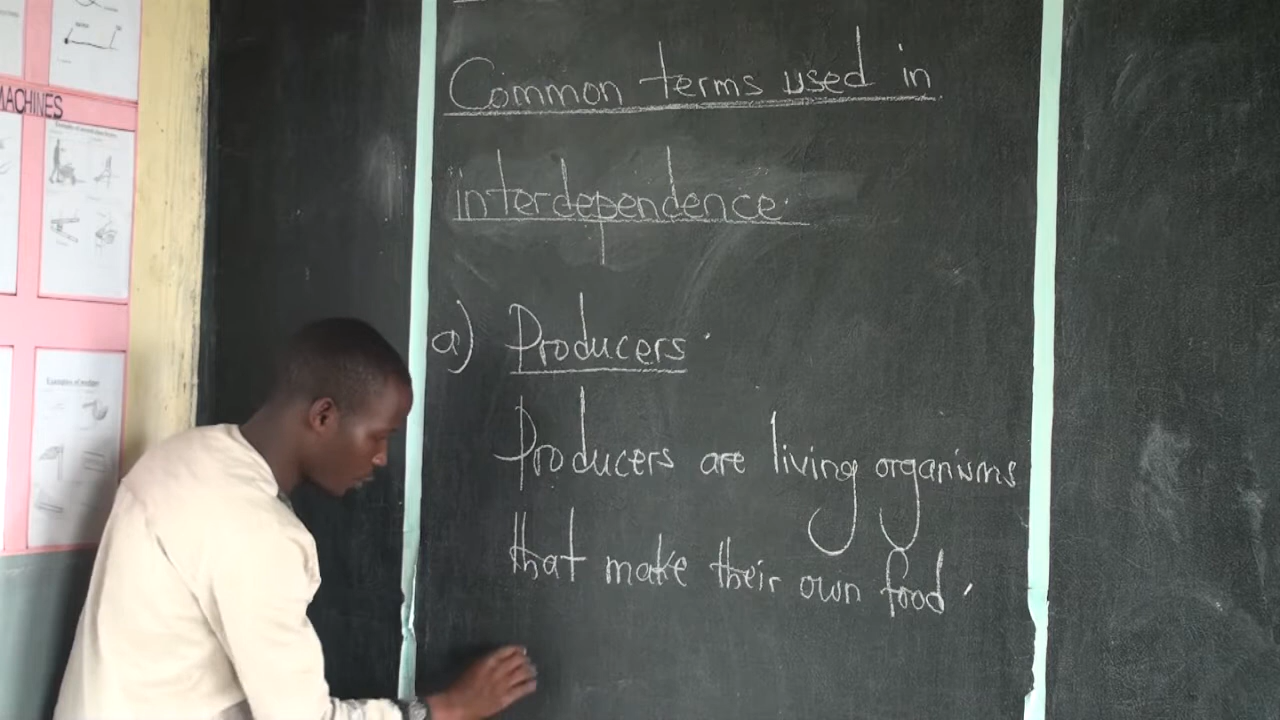 MACHINES
Common terms used in
interdependence.
a) Producers.
Producers are living organisms
that make their own food.